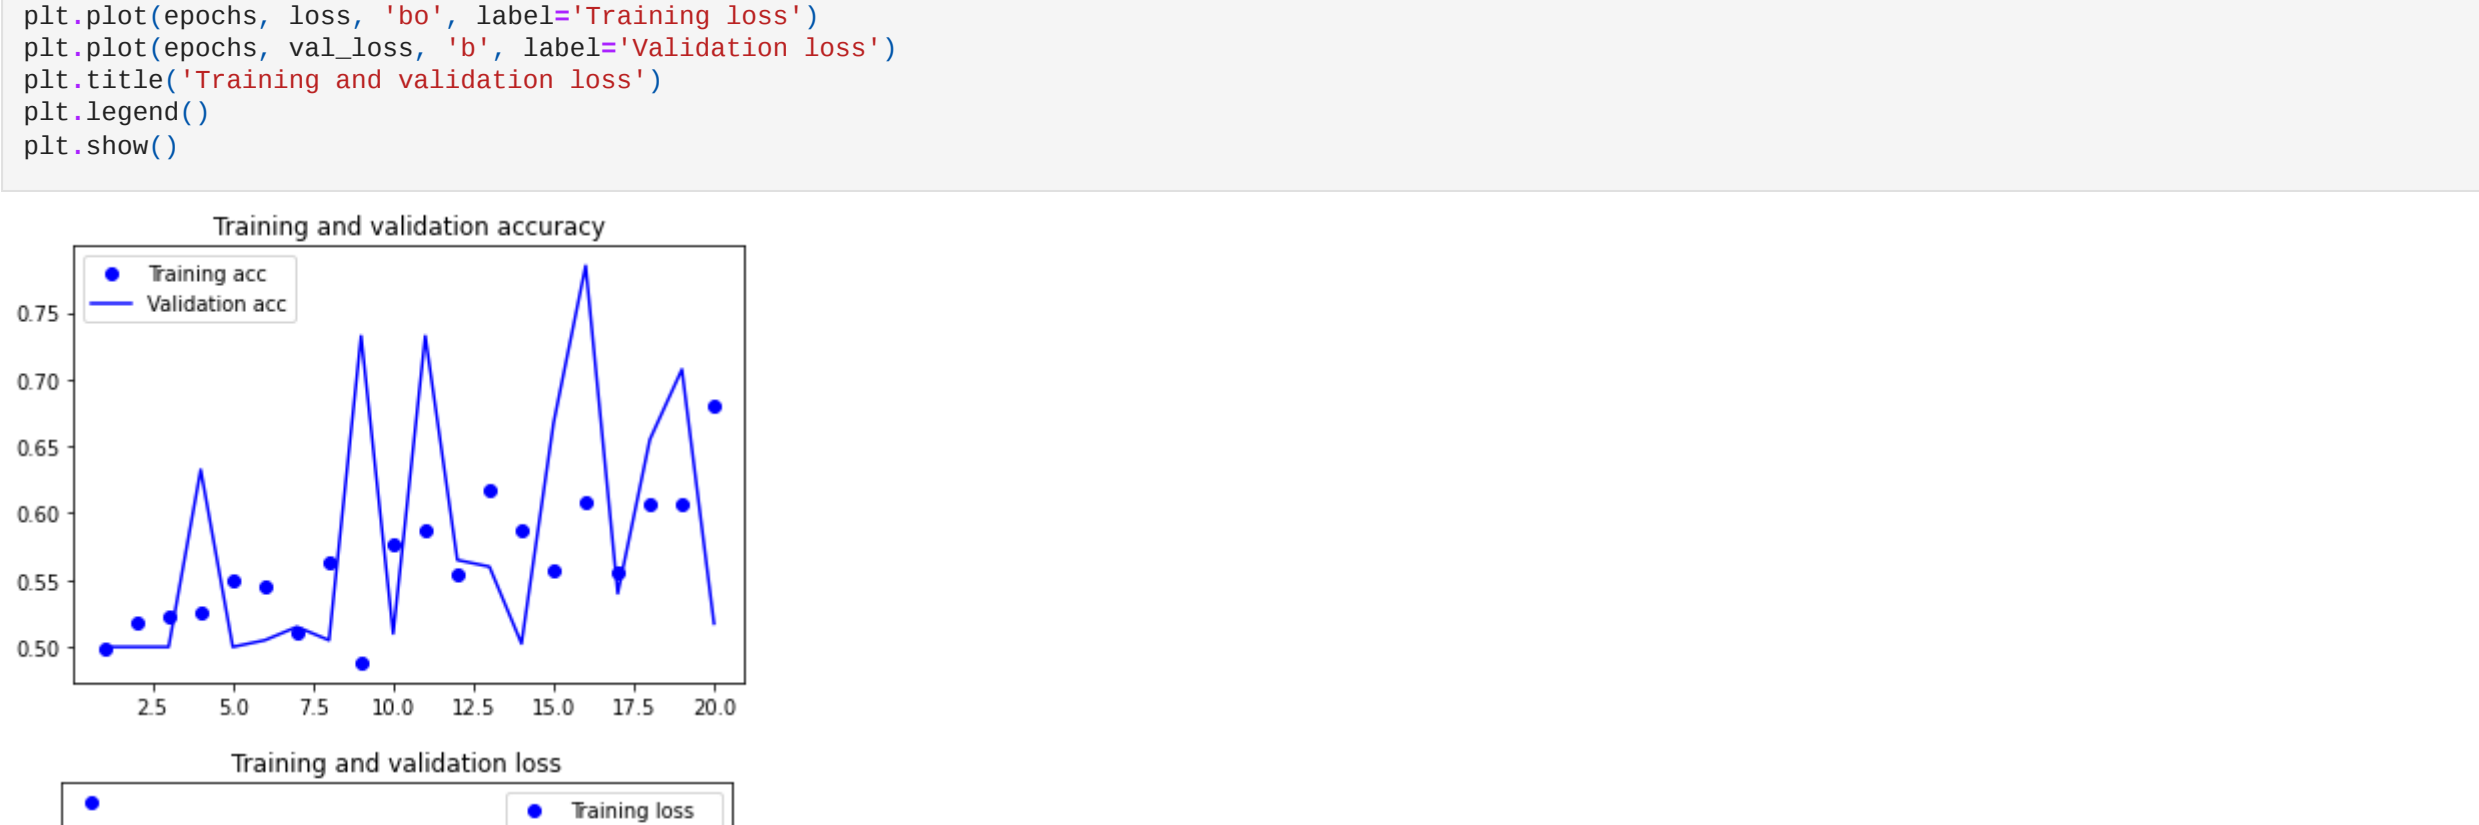 plt.plot(epochs, loss, 'bo', label='Training loss')
plt.plot(epochs, val_loss, 'b', label='Validation loss')
plt.title('Training and validation loss')
plt.legend()
plt.show()
Training and validation accuracy
Training acc
Validation acc
0.75
0.70
0.65
0.60
0.55
0.50
2.5 5.0 7.5 10.0 12.5 15.0 17.5 20.0
Training and validation loss
Training loss